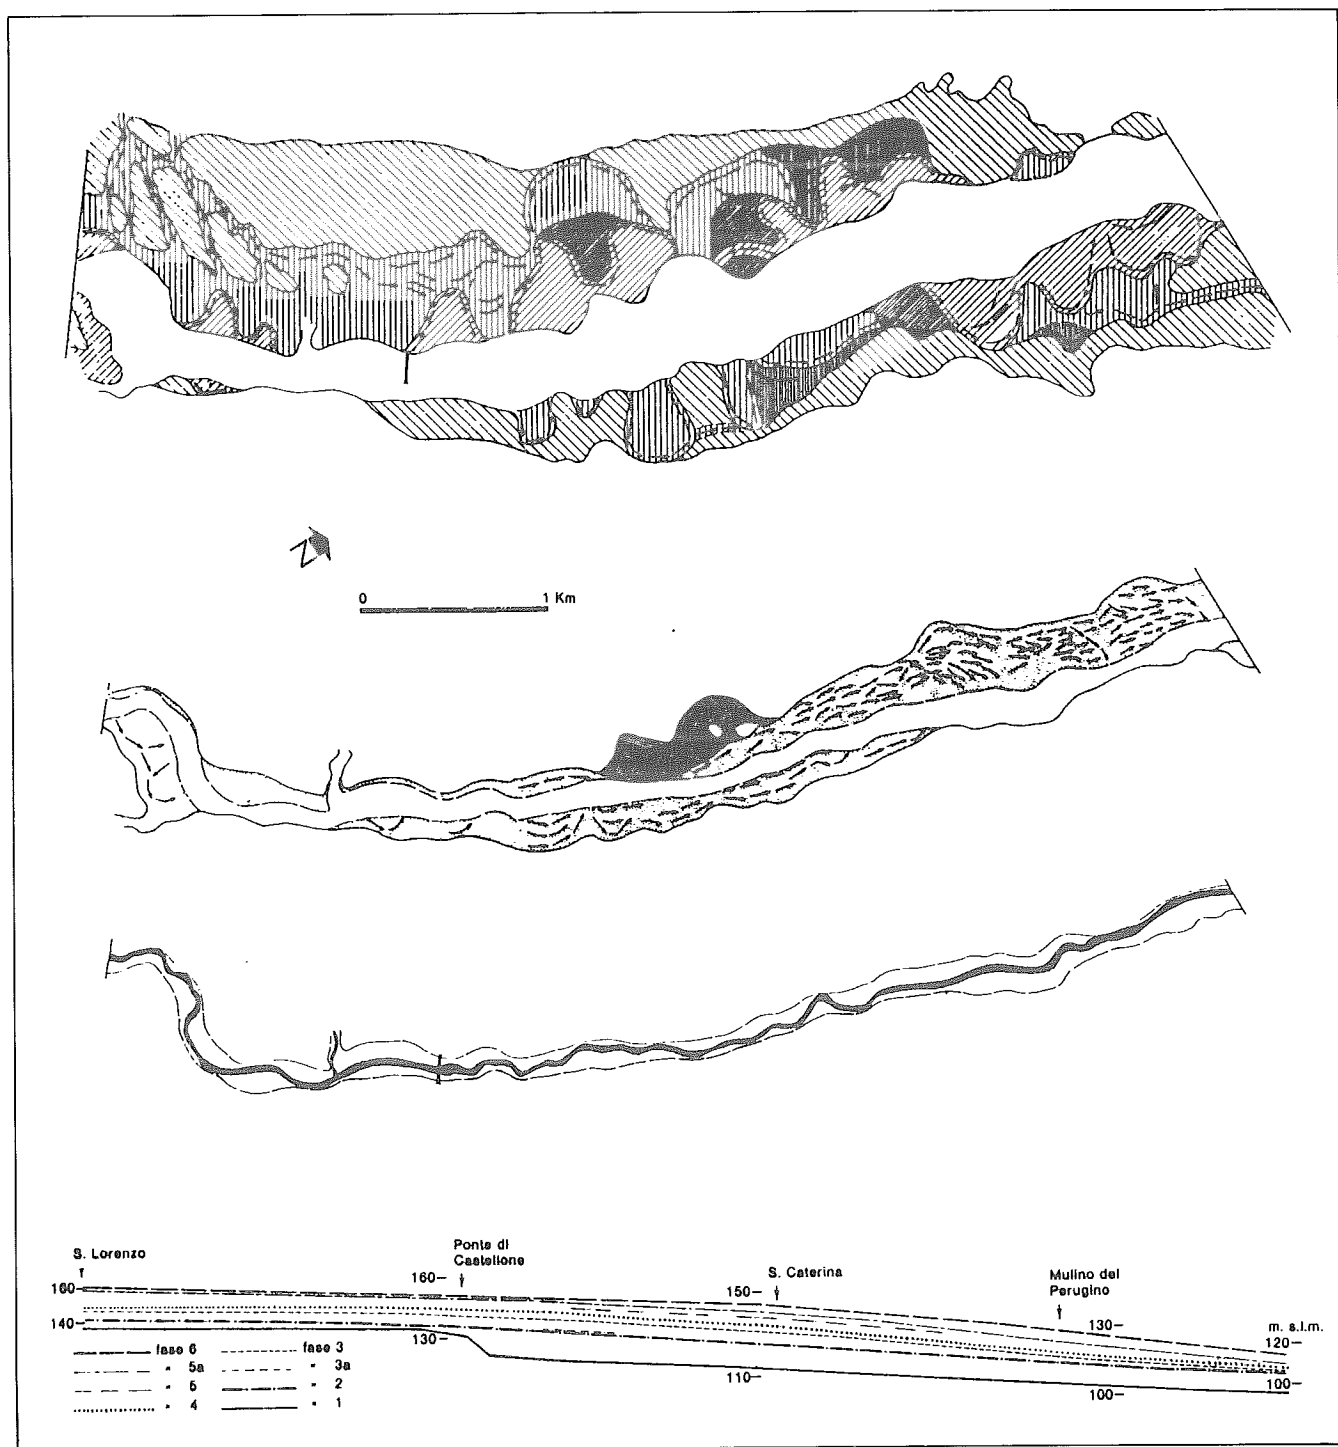 N
0 1 Km
S. Lorenzo
Ponte di
Castellone
S. Caterina
Mulino del
Perugino
160 160 150 130 m. s.l.m.
120
140 130 110 100 100
fase 6 fase 3
" 5a " 3a
" 5 " 2
" 4 " 1